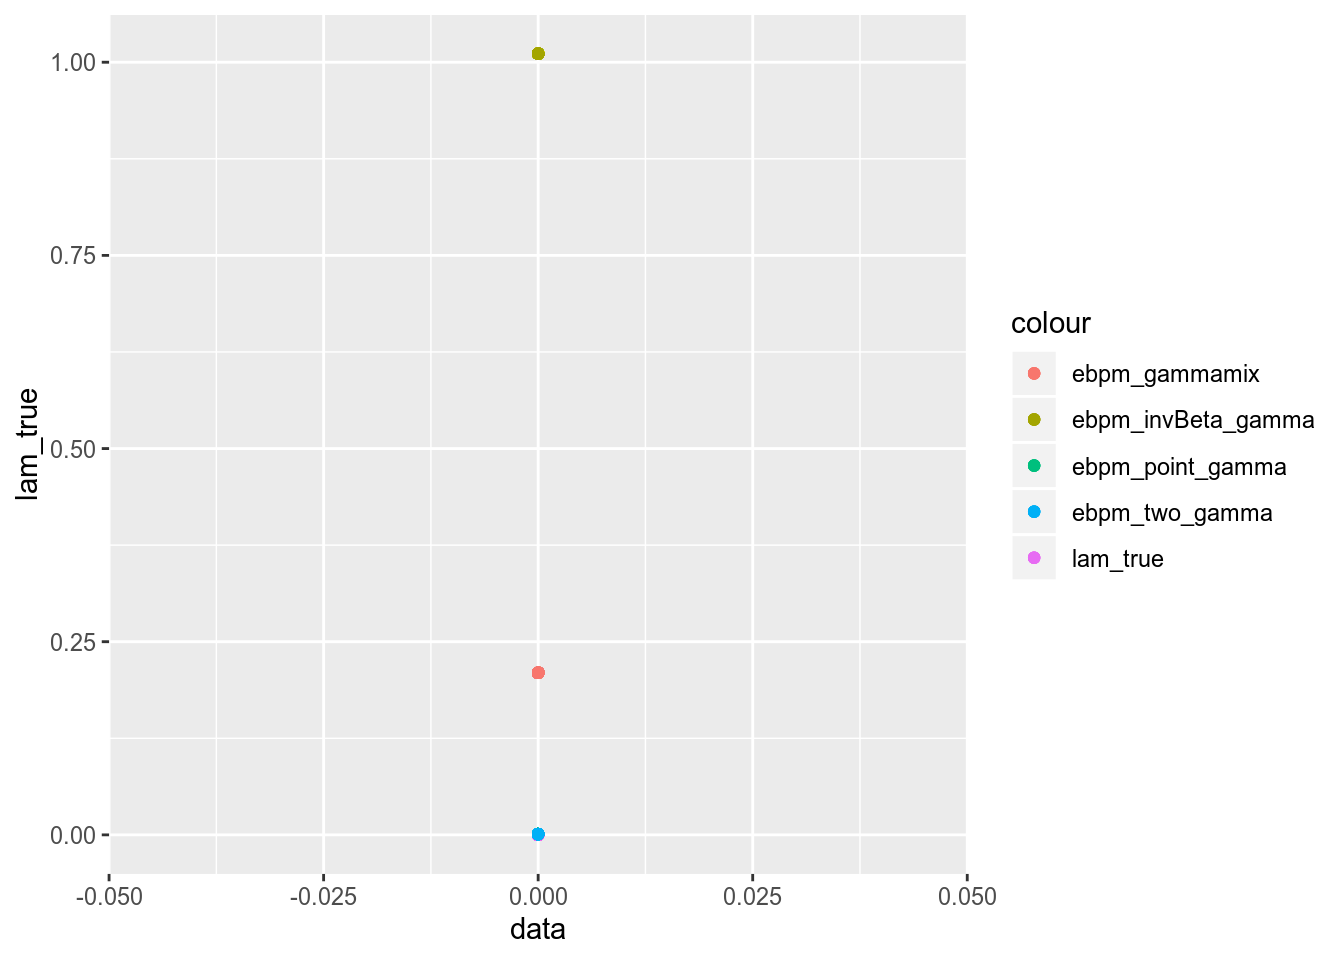 1.00
0.75
0.50
0.25
0.00
lam_true
-0.050
-0.025
0.000
0.025
0.050
data
colour
ebpm_gammamix
ebpm_invBeta_gamma
ebpm_point_gamma
ebpm_two_gamma
lam_true